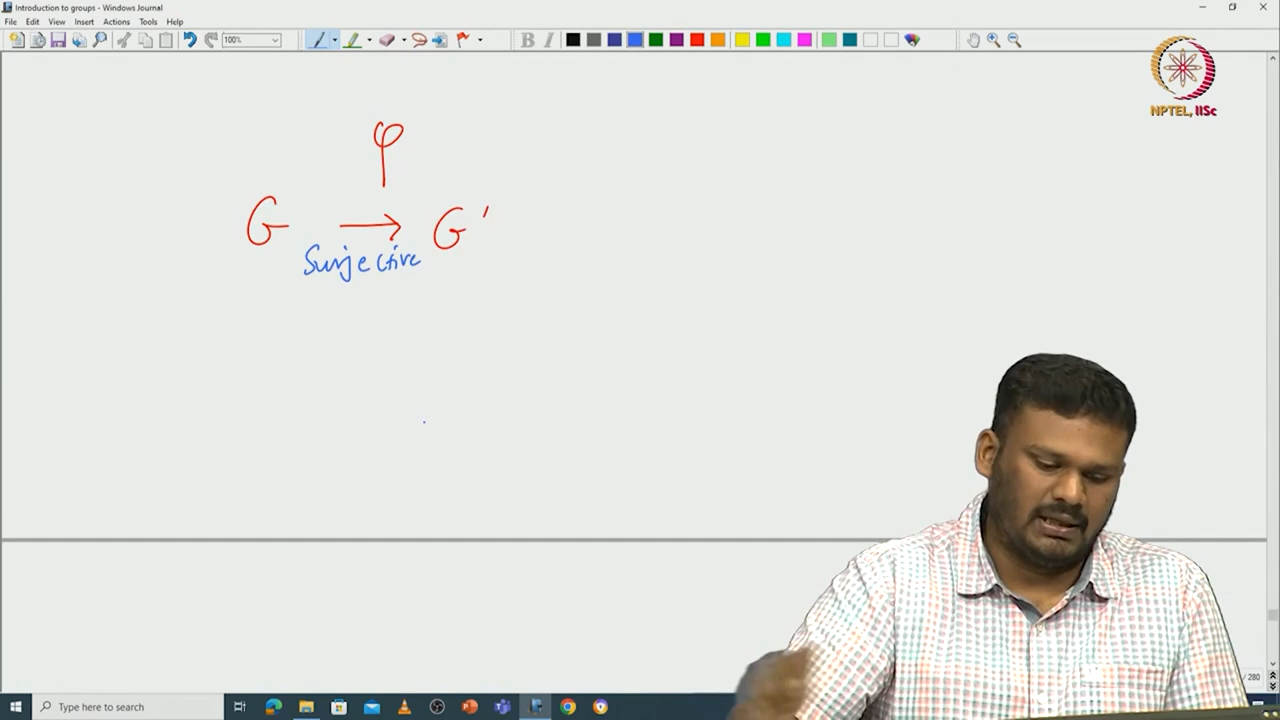 Introduction to groups - Windows Journal
File Edit View Insert Actions Tools Help
100%
B I
NPTEL, IISc
φ
G → G'
Surjective
/ 280
Type here to search